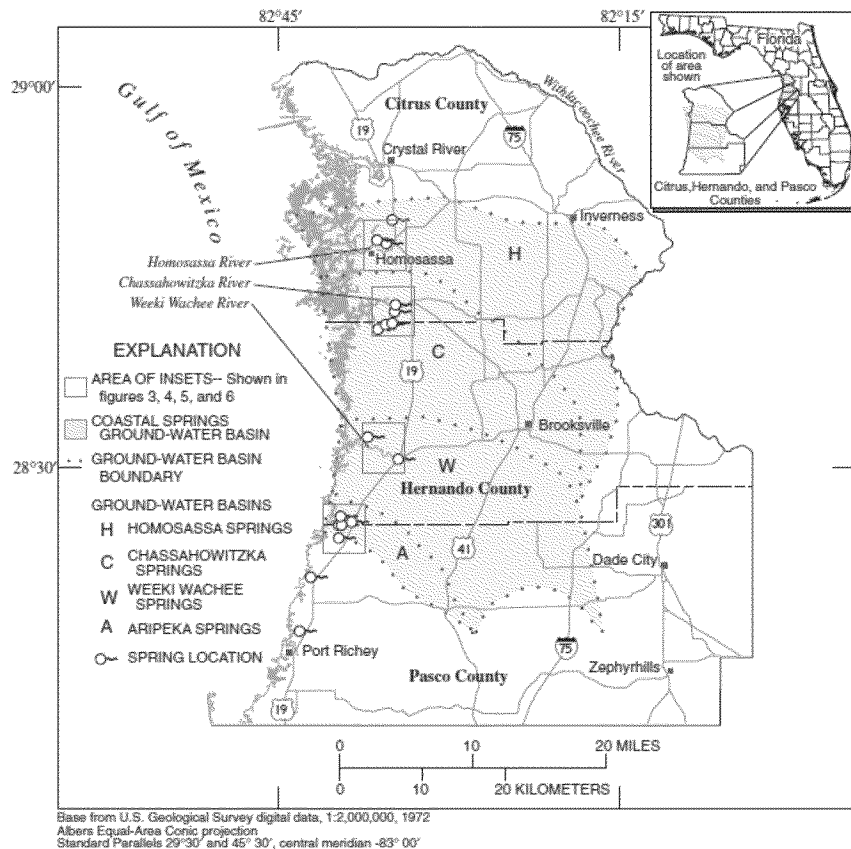 82°45′
82°15′
29°00′
28°30′
Gulf of Mexico
Citrus County
Withlacoochee River
19
75
Crystal River
Inverness
Homosassa River
Homosassa
Chassahowitzka River
Weeki Wachee River
H
C
19
Brooksville
W
Hernando County
A
41
301
Dade City
Port Richey
75
Zephyrhills
Pasco County
19
Florida
Location
of area
shown
Citrus,Hernando, and Pasco
Counties
EXPLANATION
AREA OF INSETS-- Shown in
figures 3, 4, 5, and 6
COASTAL SPRINGS
GROUND-WATER BASIN
GROUND-WATER BASIN
BOUNDARY
GROUND-WATER BASINS
H HOMOSASSA SPRINGS
C CHASSAHOWITZKA
SPRINGS
W WEEKI WACHEE
SPRINGS
A ARIPEKA SPRINGS
SPRING LOCATION
0 10 20 MILES
0 10 20 KILOMETERS
Base from U.S. Geological Survey digital data, 1:2,000,000, 1972
Albers Equal-Area Conic projection
Standard Parallels 29°30′ and 45° 30′, central meridian -83° 00′